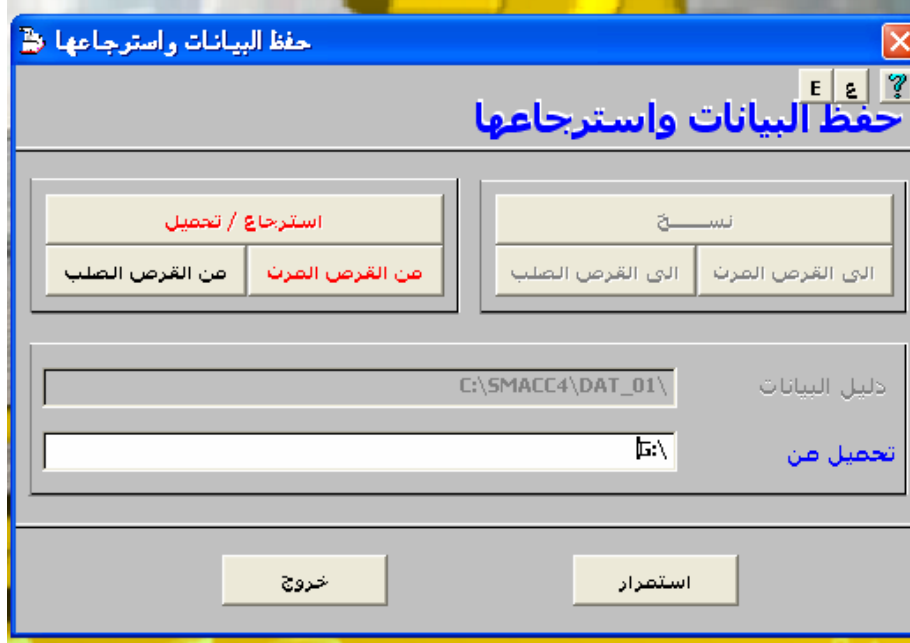 حفظ البيانات واسترجاعها
E ع ?
حفظ البيانات واسترجاعها
نســـــخ
استرجاع / تحميل
الى القرص المرن
الى القرص الصلب
من القرص المرن
من القرص الصلب
دليل البيانات
C:\SMACC4\DAT_01\
تحميل من
G:\
استمرار
خروج